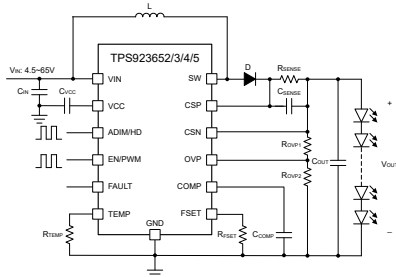 L
TPS923652/3/4/5
VIN: 4.5~65V
CIN
CVCC
VIN
VCC
ADIM/HD
EN/PWM
FAULT
TEMP
GND
SW
CSP
CSN
OVP
COMP
FSET
D
RSENSE
CSENSE
ROVP1
ROVP2
COUT
VOUT
+
–
RTEMP
RFSET
CCOMP